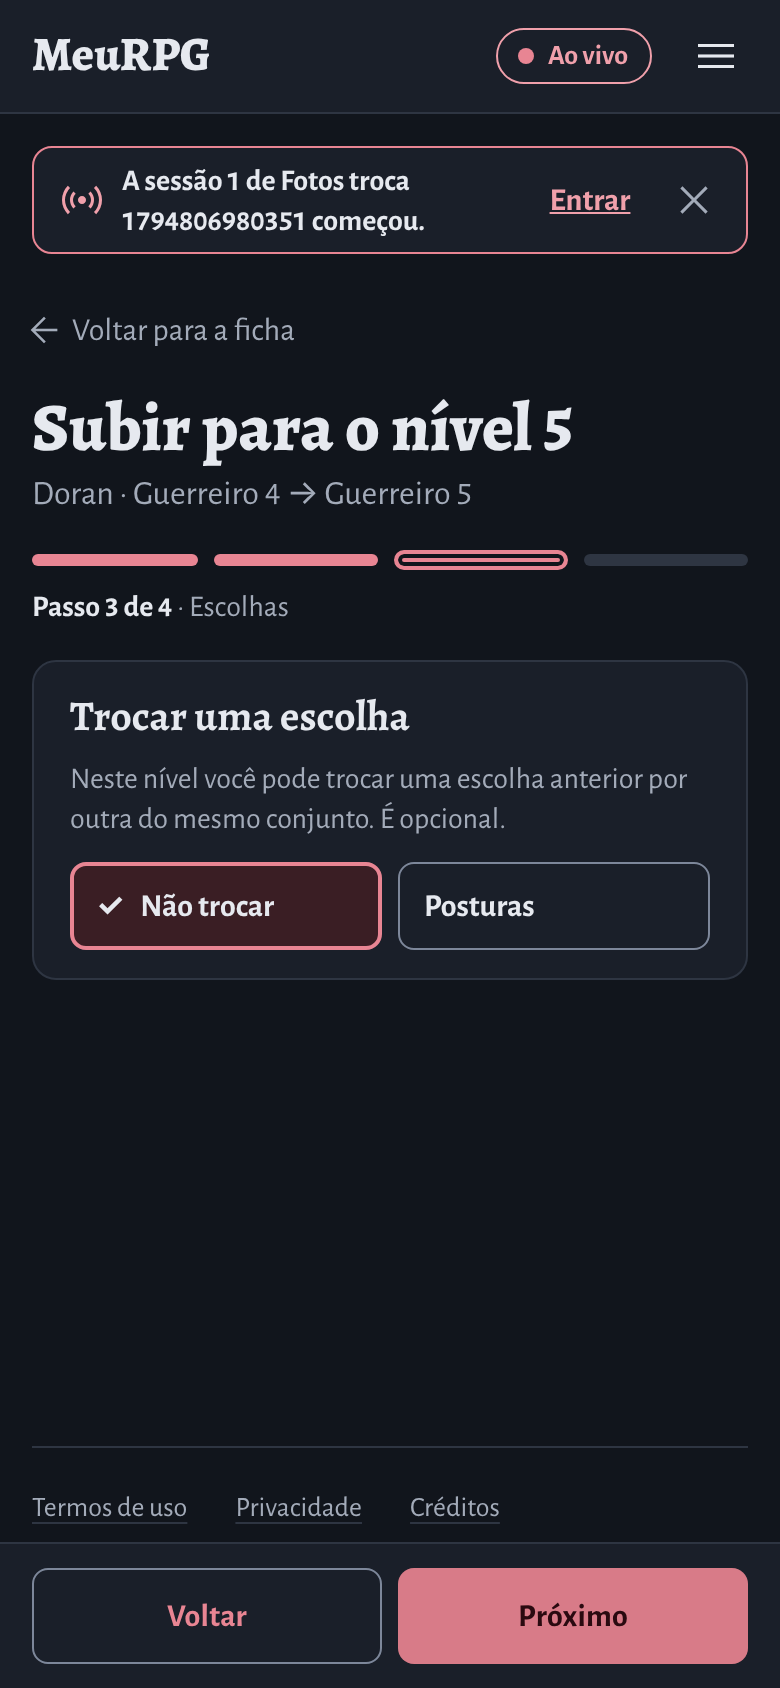 MeuRPG
Ao vivo
A sessão 1 de Fotos troca
1794806980351 começou.
Entrar
Voltar para a ficha
Subir para o nível 5
Doran · Guerreiro 4 → Guerreiro 5
Passo 3 de 4 · Escolhas
Trocar uma escolha
Neste nível você pode trocar uma escolha anterior por
outra do mesmo conjunto. É opcional.
Não trocar
Posturas
Termos de uso
Privacidade
Créditos
Voltar
Próximo